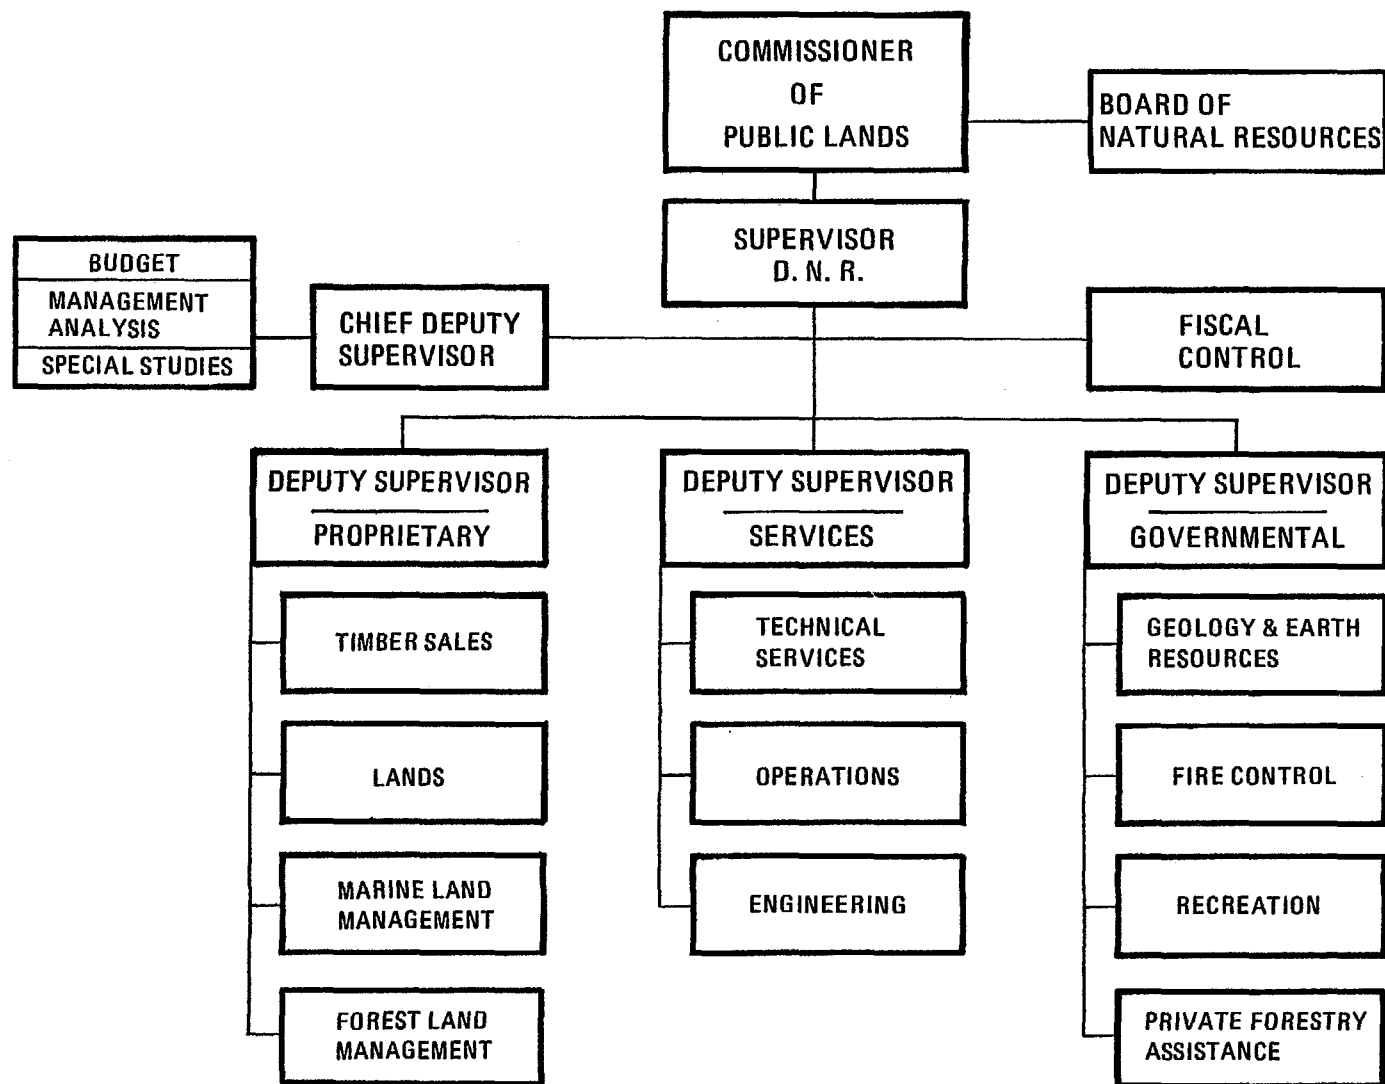 COMMISSIONER
OF
PUBLIC LANDS
BOARD OF
NATURAL RESOURCES
SUPERVISOR
D. N. R.
BUDGET
MANAGEMENT
ANALYSIS
SPECIAL STUDIES
CHIEF DEPUTY
SUPERVISOR
FISCAL
CONTROL
DEPUTY SUPERVISOR
PROPRIETARY
TIMBER SALES
LANDS
MARINE LAND
MANAGEMENT
FOREST LAND
MANAGEMENT
DEPUTY SUPERVISOR
SERVICES
TECHNICAL
SERVICES
OPERATIONS
ENGINEERING
DEPUTY SUPERVISOR
GOVERNMENTAL
GEOLOGY & EARTH
RESOURCES
FIRE CONTROL
RECREATION
PRIVATE FORESTRY
ASSISTANCE